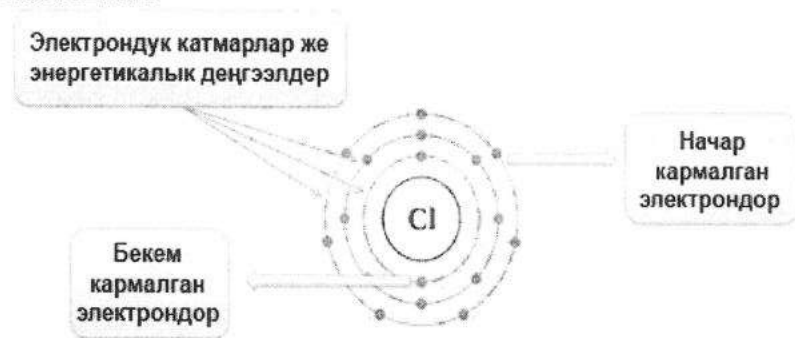 Электрондук катмарлар же
энергетикалык деңгээлдер
Начар
кармалган
электрондор
Cl
Бекем
кармалган
электрондор